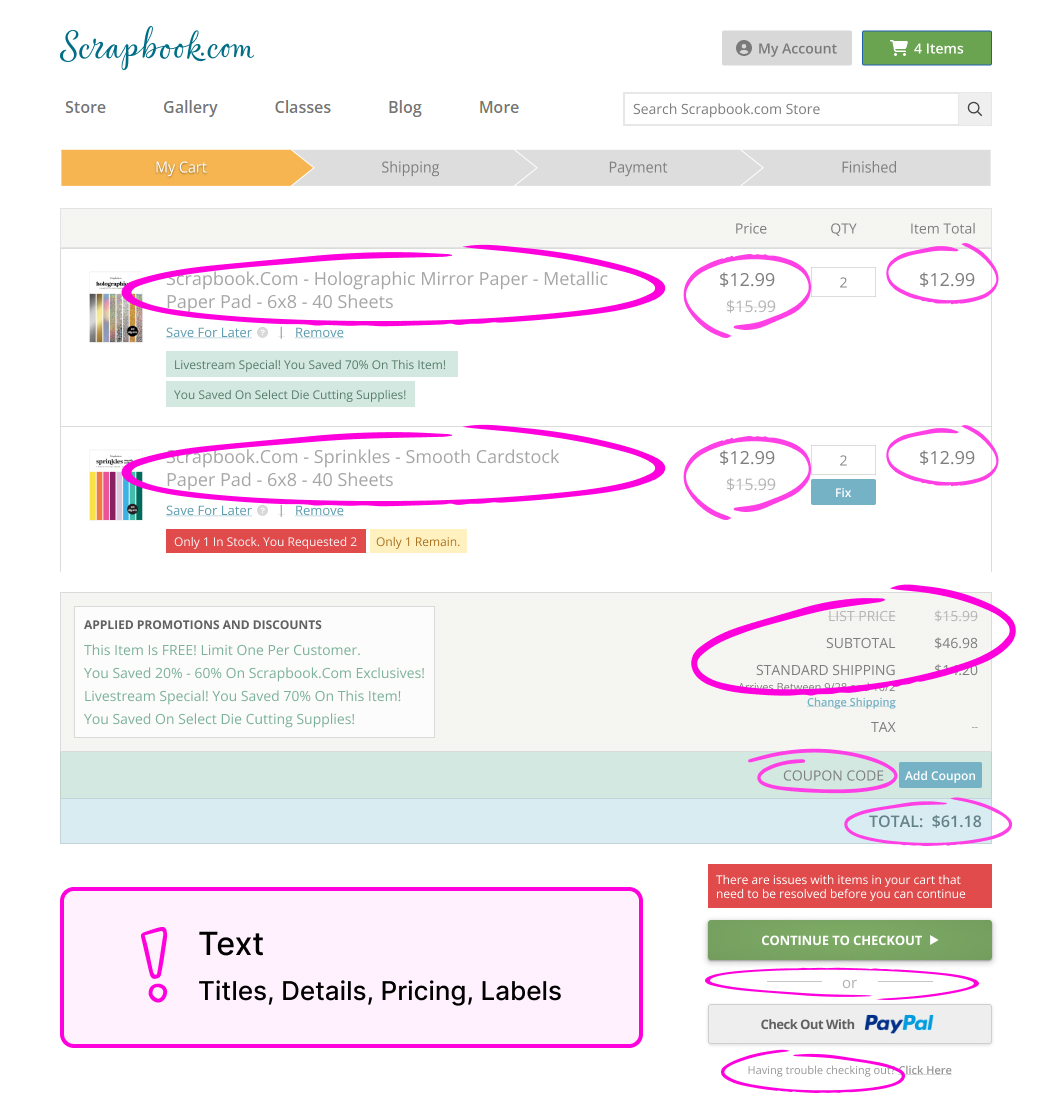 Scrapbook.com
My Account
4 Items
Store Gallery Classes Blog More
Search Scrapbook.com Store
My Cart Shipping Payment Finished
Price QTY Item Total
Scrapbook.Com - Holographic Mirror Paper - Metallic
Paper Pad - 6x8 - 40 Sheets
$12.99 2 $12.99
$15.99
Save For Later ? | Remove
Livestream Special! You Saved 70% On This Item!
You Saved On Select Die Cutting Supplies!
sprinkles
Scrapbook.Com - Sprinkles - Smooth Cardstock
Paper Pad - 6x8 - 40 Sheets
$12.99 2 $12.99
$15.99
Fix
Save For Later ? | Remove
Only 1 In Stock. You Requested 2
Only 1 Remain.
APPLIED PROMOTIONS AND DISCOUNTS
This Item Is FREE! Limit One Per Customer.
You Saved 20% - 60% On Scrapbook.Com Exclusives!
Livestream Special! You Saved 70% On This Item!
You Saved On Select Die Cutting Supplies!
LIST PRICE $15.99
SUBTOTAL $46.98
STANDARD SHIPPING $14.20
Arrives Between 9/28
Change Shipping
TAX --
COUPON CODE Add Coupon
TOTAL: $61.18
There are issues with items in your cart that
need to be resolved before you can continue
CONTINUE TO CHECKOUT
or
Check Out With PayPal
Having trouble checking out? Click Here
!
Text
Titles, Details, Pricing, Labels